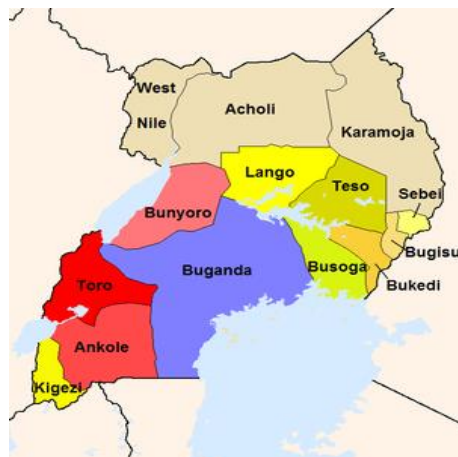 West
Nile
Acholi
Karamoja
Lango
Teso
Sebei
Bunyoro
Bugisu
Buganda
Busoga
Bukedi
Toro
Ankole
Kigezi